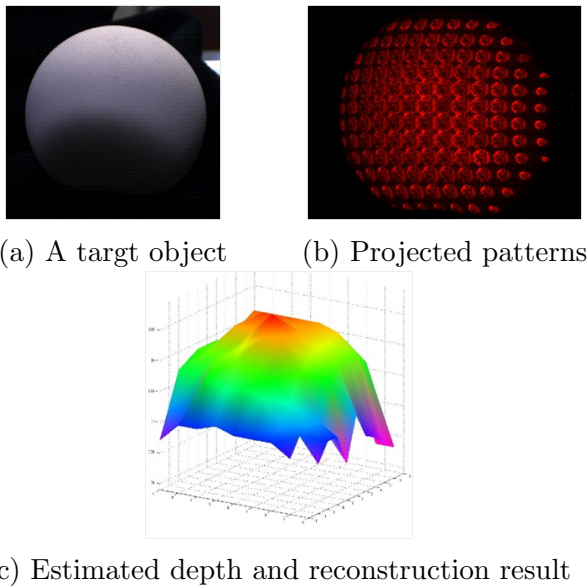 (a) A targt object
(b) Projected patterns
c) Estimated depth and reconstruction result